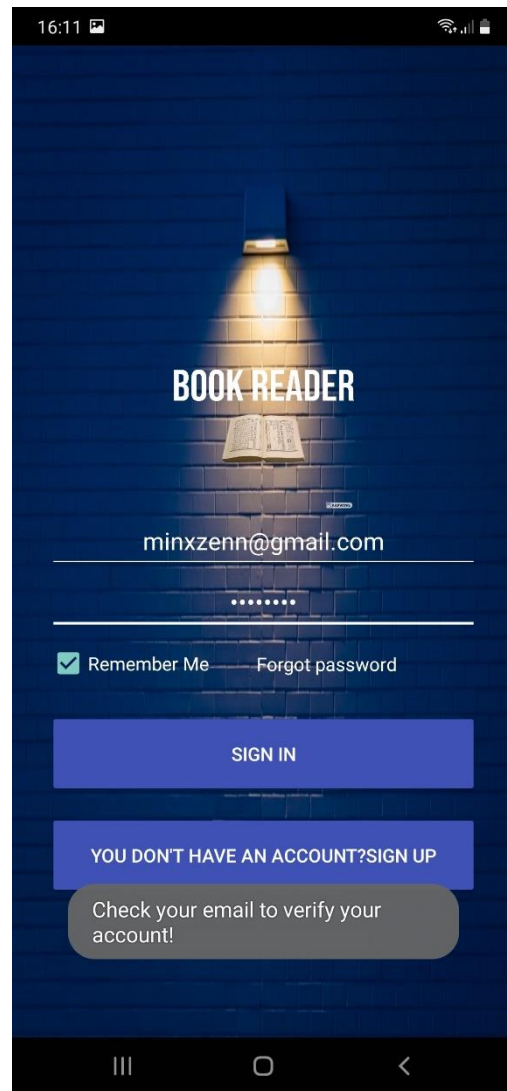 16:11
BOOK READER
minxzenn@gmail.com
••••••••
Remember Me
Forgot password
SIGN IN
YOU DON'T HAVE AN ACCOUNT?SIGN UP
Check your email to verify your
account!